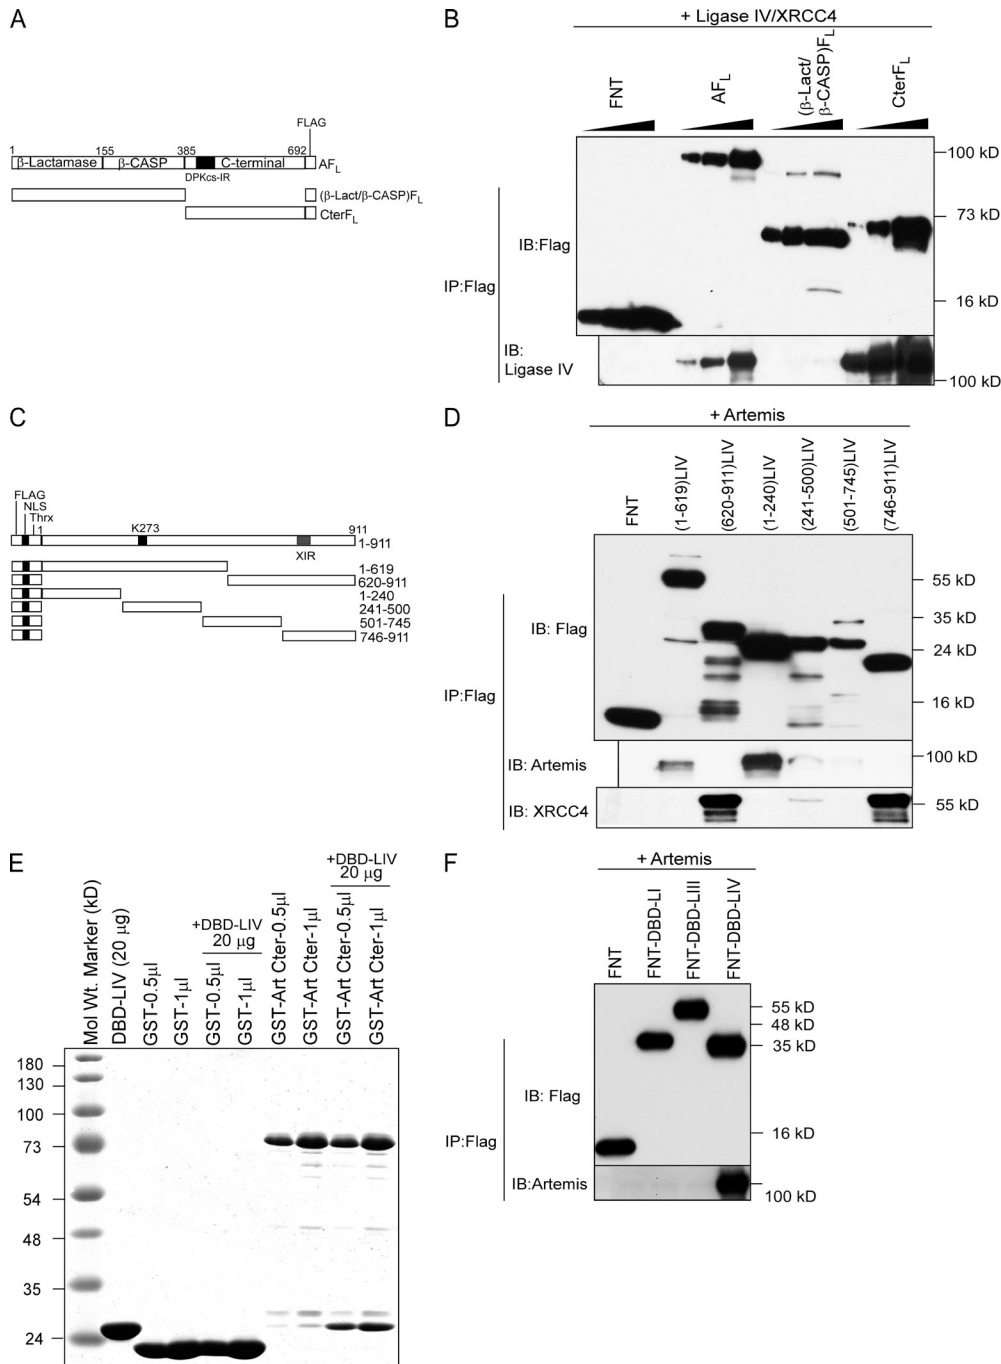 A
FLAG
1 155 385 692
β-Lactamase β-CASP C-terminal AF_L
DPKcs-IR
(β-Lact/β-CASP)F_L
CterF_L
B
+ Ligase IV/XRCC4
FNT
AF_L
(β-Lact/
β-CASP)F_L
CterF_L
100 kD
73 kD
IB:Flag
IP:Flag
16 kD
IB:
Ligase IV
100 kD
C
FLAG
NLS
Thrx
1 K273 911
1-911
XIR
1-619
620-911
1-240
241-500
501-745
746-911
D
+ Artemis
FNT
(1-619)LIV
(620-911)LIV
(1-240)LIV
(241-500)LIV
(501-745)LIV
(746-911)LIV
55 kD
35 kD
IB: Flag
24 kD
IP:Flag
16 kD
IB: Artemis
100 kD
IB: XRCC4
55 kD
E
Mol Wt. Marker (kD)
DBD-LIV (20 μg)
GST-0.5μl
GST-1μl
+DBD-LIV
20 μg
GST-0.5μl
GST-1μl
GST-Art Cter-0.5μl
GST-Art Cter-1μl
+DBD-LIV
20 μg
GST-Art Cter-0.5μl
GST-Art Cter-1μl
180
130
100
73
54
48
35
24
F
+ Artemis
FNT
FNT-DBD-LI
FNT-DBD-LIII
FNT-DBD-LIV
55 kD
48 kD
35 kD
IB: Flag
IP:Flag
16 kD
IB:Artemis
100 kD